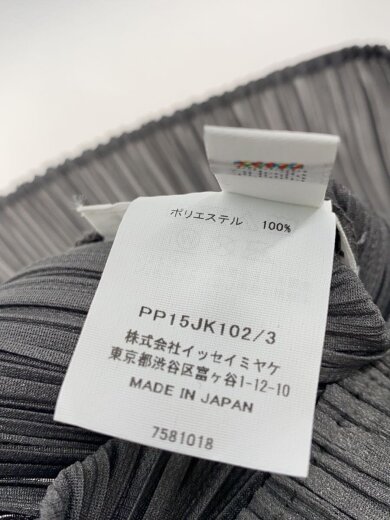 ポリエステル 100%
PP15JK102/3
株式会社イッセイミヤケ
東京都渋谷区富ヶ谷1-12-10
MADE IN JAPAN
7581018